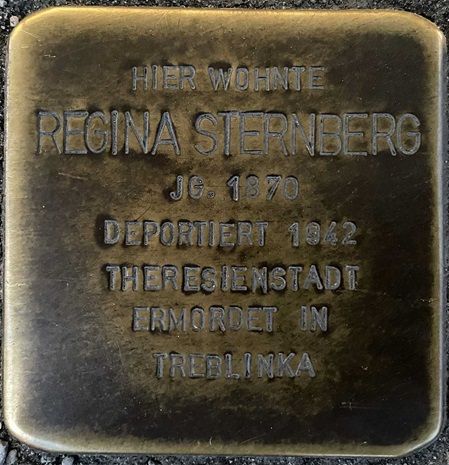 HIER WOHNTE
REGINA STERNBERG
JG. 1870
DEPORTIERT 1942
THERESIENSTADT
ERMORDET IN
TREBLINKA